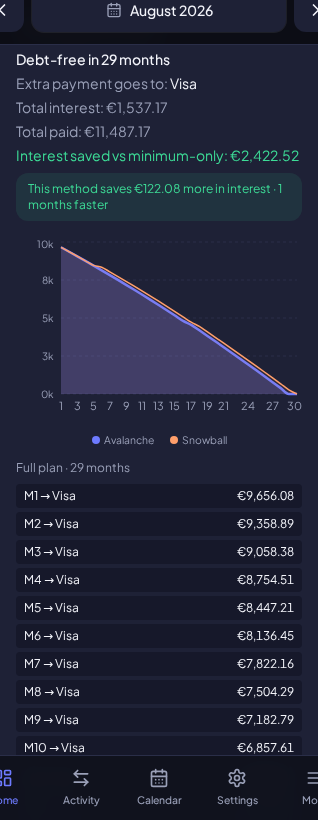 August 2026
Debt-free in 29 months
Extra payment goes to: Visa
Total interest: €1,537.17
Total paid: €11,487.17
Interest saved vs minimum-only: €2,422.52
This method saves €122.08 more in interest · 1
months faster
10k
8k
5k
3k
0k
1 3 5 7 9 11 13 15 17 19 21 24 27 30
Avalanche Snowball
Full plan · 29 months
M1 → Visa €9,656.08
M2 → Visa €9,358.89
M3 → Visa €9,058.38
M4 → Visa €8,754.51
M5 → Visa €8,447.21
M6 → Visa €8,136.45
M7 → Visa €7,822.16
M8 → Visa €7,504.29
M9 → Visa €7,182.79
M10 → Visa €6,857.61
ome Activity Calendar Settings Mo